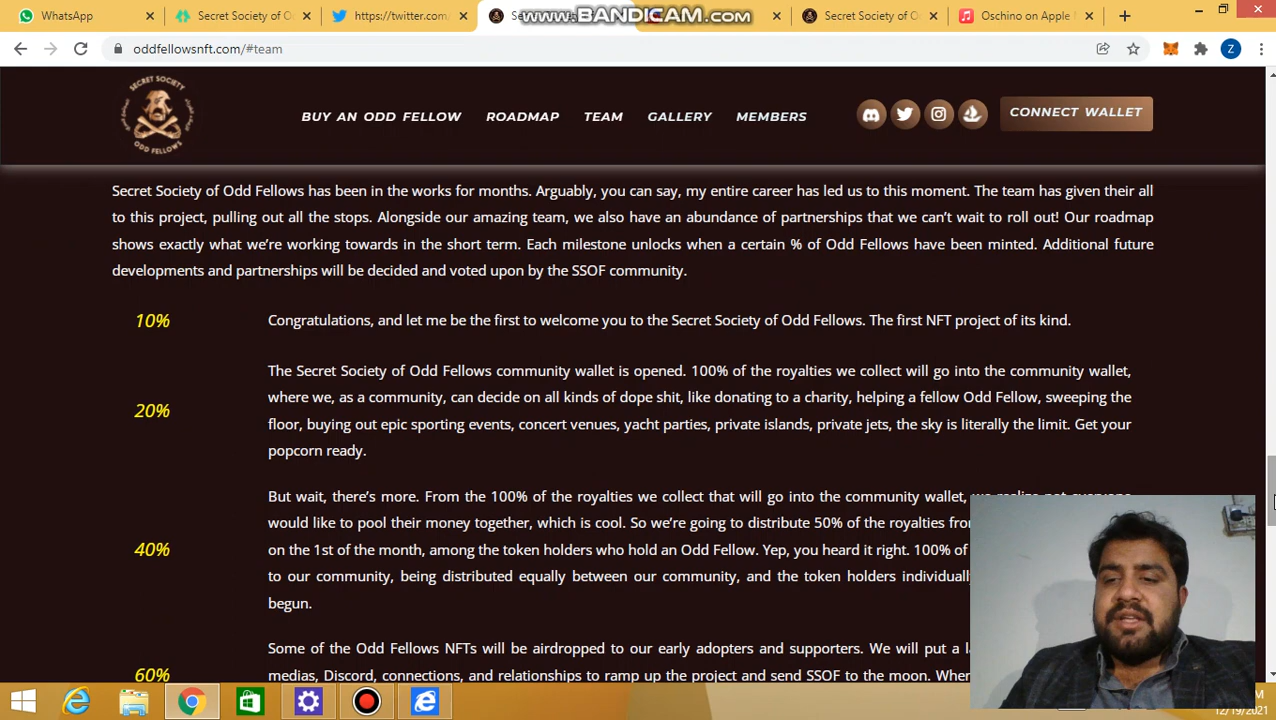 WhatsApp
Secret Society of O
https://twitter.com/
Se
www.BANDICAM.com
Secret Society of O
Oschino on Apple
oddfellowsnft.com/#team
Z
SECRET SOCIETY
ODD FELLOWS
BUY AN ODD FELLOW
ROADMAP
TEAM
GALLERY
MEMBERS
CONNECT WALLET
Secret Society of Odd Fellows has been in the works for months. Arguably, you can say, my entire career has led us to this moment. The team has given their all
to this project, pulling out all the stops. Alongside our amazing team, we also have an abundance of partnerships that we can't wait to roll out! Our roadmap
shows exactly what we're working towards in the short term. Each milestone unlocks when a certain % of Odd Fellows have been minted. Additional future
developments and partnerships will be decided and voted upon by the SSOF community.
10%
Congratulations, and let me be the first to welcome you to the Secret Society of Odd Fellows. The first NFT project of its kind.
20%
The Secret Society of Odd Fellows community wallet is opened. 100% of the royalties we collect will go into the community wallet,
where we, as a community, can decide on all kinds of dope shit, like donating to a charity, helping a fellow Odd Fellow, sweeping the
floor, buying out epic sporting events, concert venues, yacht parties, private islands, private jets, the sky is literally the limit. Get your
popcorn ready.
40%
But wait, there's more. From the 100% of the royalties we collect that will go into the community wallet, we realize not everyone
would like to pool their money together, which is cool. So we're going to distribute 50% of the royalties from
on the 1st of the month, among the token holders who hold an Odd Fellow. Yep, you heard it right. 100% of
to our community, being distributed equally between our community, and the token holders individually
begun.
60%
Some of the Odd Fellows NFTs will be airdropped to our early adopters and supporters. We will put a
medias, Discord, connections, and relationships to ramp up the project and send SSOF to the moon.
12/19/2021